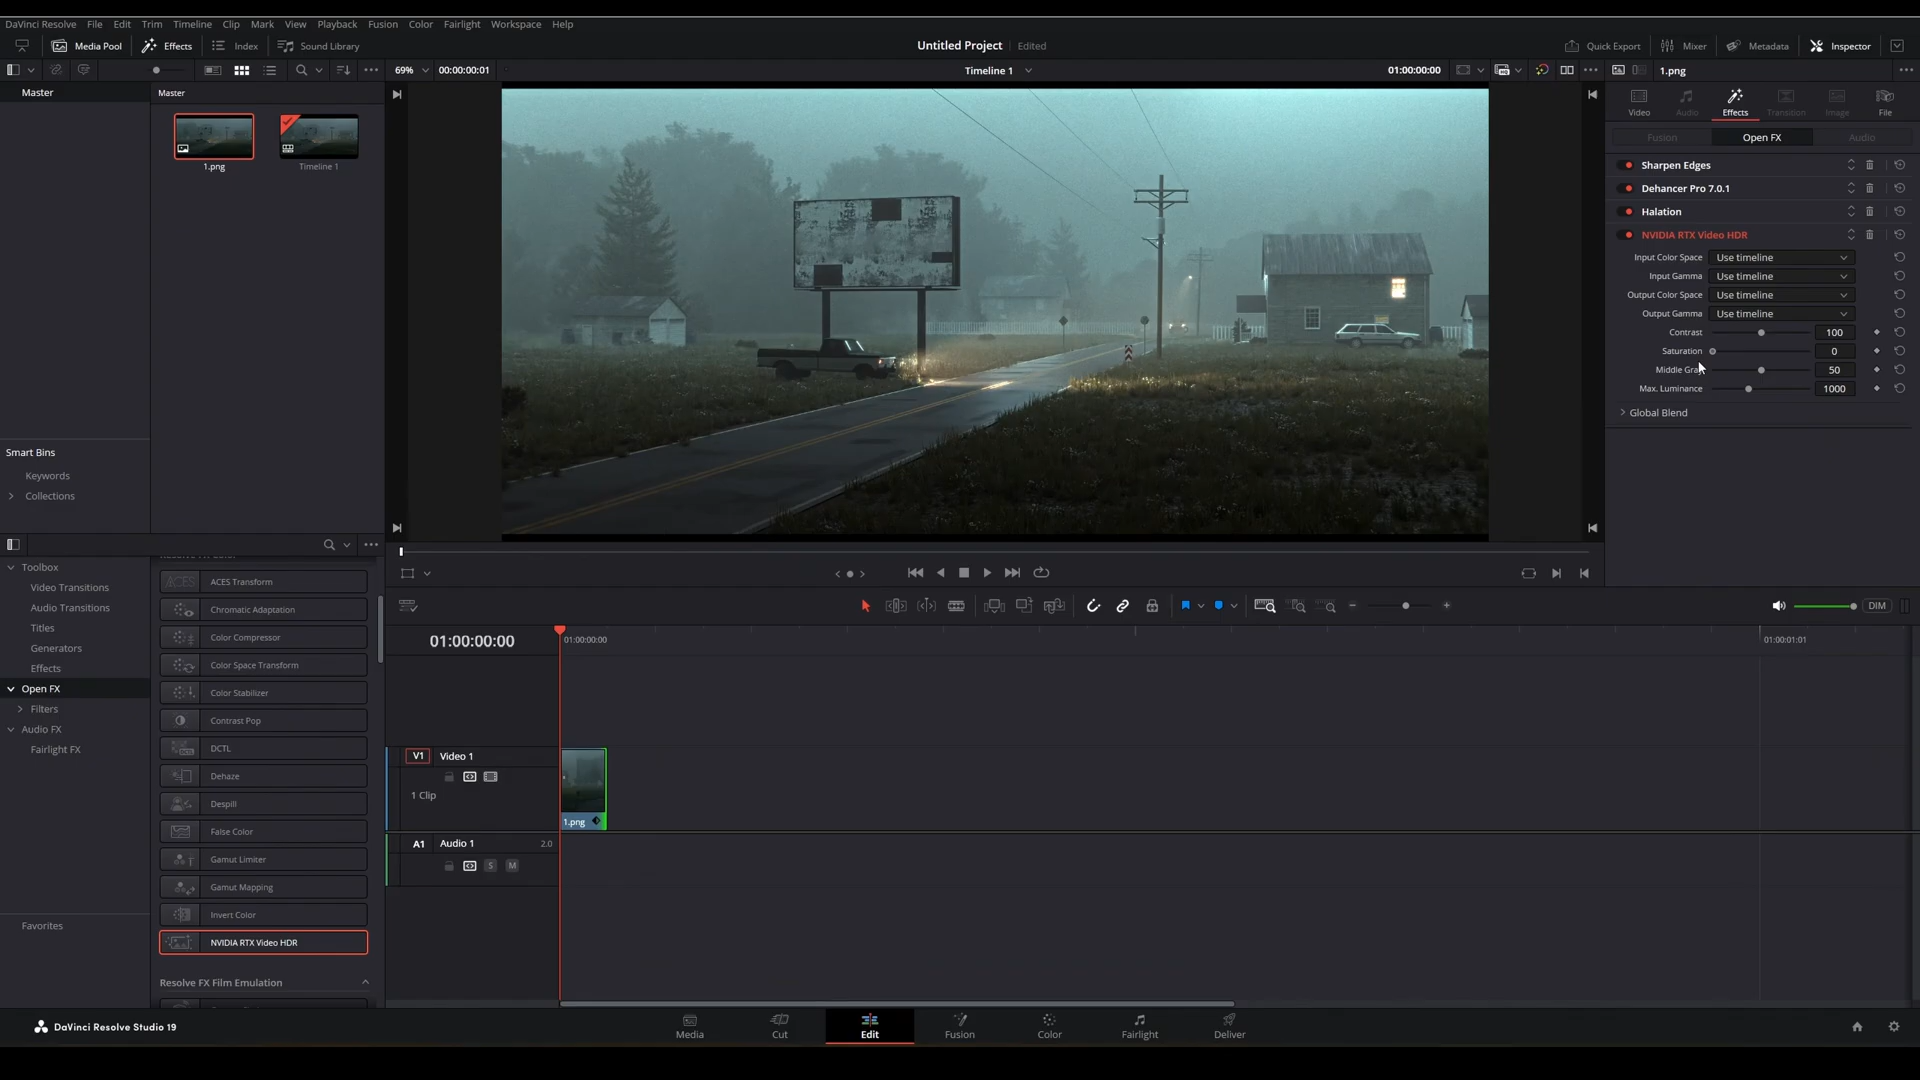 DaVinci Resolve File Edit Trim Timeline Clip Mark View Playback Fusion Color Fairlight Workspace Help
Media Pool Effects Index Sound Library Untitled Project Edited Quick Export Mixer Metadata Inspector
69% 00:00:00:01 Timeline 1 01:00:00:00 1.png
Master Master
1.png Timeline 1
Video Audio Effects Transition Image File
Fusion Open FX Audio
Sharpen Edges
Dehancer Pro 7.0.1
Halation
NVIDIA RTX Video HDR
Input Color Space Use timeline
Input Gamma Use timeline
Output Color Space Use timeline
Output Gamma Use timeline
Contrast 100
Saturation 0
Middle Gra 50
Max. Luminance 1000
Global Blend
Smart Bins
Keywords
Collections
Toolbox
Video Transitions
Audio Transitions
Titles
Generators
Effects
Open FX
Filters
Audio FX
Fairlight FX
Favorites
ACES ACES Transform
Chromatic Adaptation
Color Compressor
Color Space Transform
Color Stabilizer
Contrast Pop
DCTL
Dehaze
Despill
False Color
Gamut Limiter
Gamut Mapping
Invert Color
NVIDIA RTX Video HDR
Resolve FX Film Emulation
DIM
01:00:00:00 01:00:00:00 01:00:01:01
V1 Video 1
1 Clip
1.png
A1 Audio 1 2.0
S M
DaVinci Resolve Studio 19
Media Cut Edit Fusion Color Fairlight Deliver